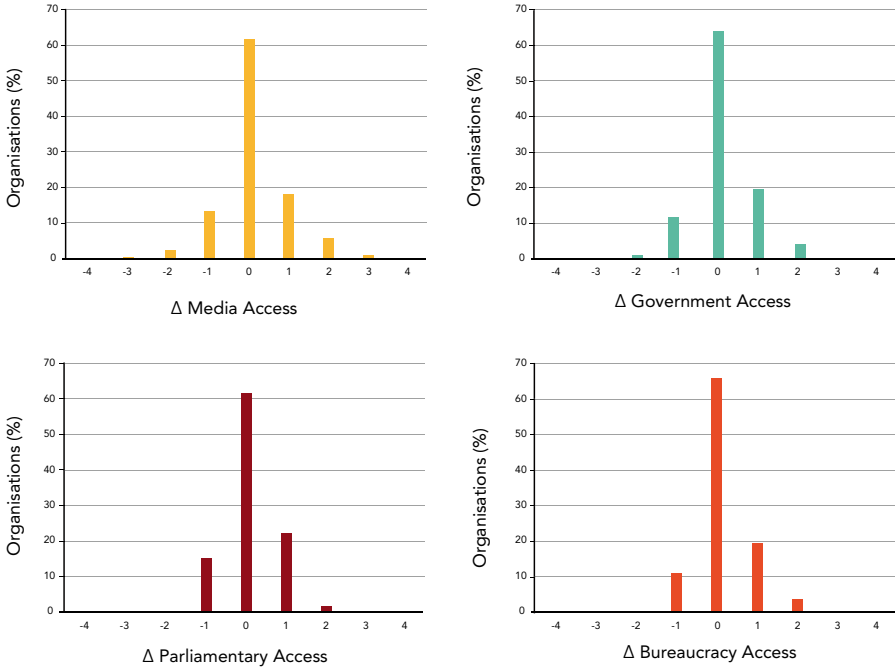 Organisations (%)
70
60
50
40
30
20
10
0
-4 -3 -2 -1 0 1 2 3 4
Δ Media Access
Organisations (%)
70
60
50
40
30
20
10
0
-4 -3 -2 -1 0 1 2 3 4
Δ Government Access
Organisations (%)
70
60
50
40
30
20
10
0
-4 -3 -2 -1 0 1 2 3 4
Δ Parliamentary Access
Organisations (%)
70
60
50
40
30
20
10
0
-4 -3 -2 -1 0 1 2 3 4
Δ Bureaucracy Access